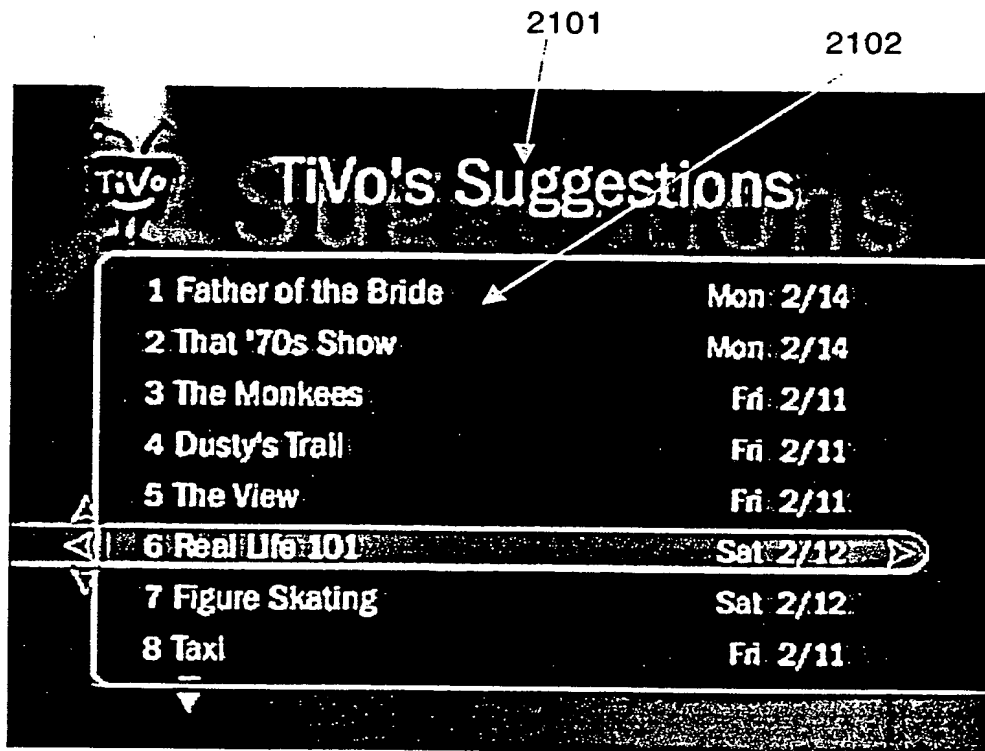 2101
2102
TiVo
TiVo's Suggestions
Suggestions
1 Father of the Bride Mon 2/14
2 That '70s Show Mon 2/14
3 The Monkees Fri 2/11
4 Dusty's Trail Fri 2/11
5 The View Fri 2/11
6 Real Life 101 Sat 2/12
7 Figure Skating Sat 2/12
8 Taxi Fri 2/11